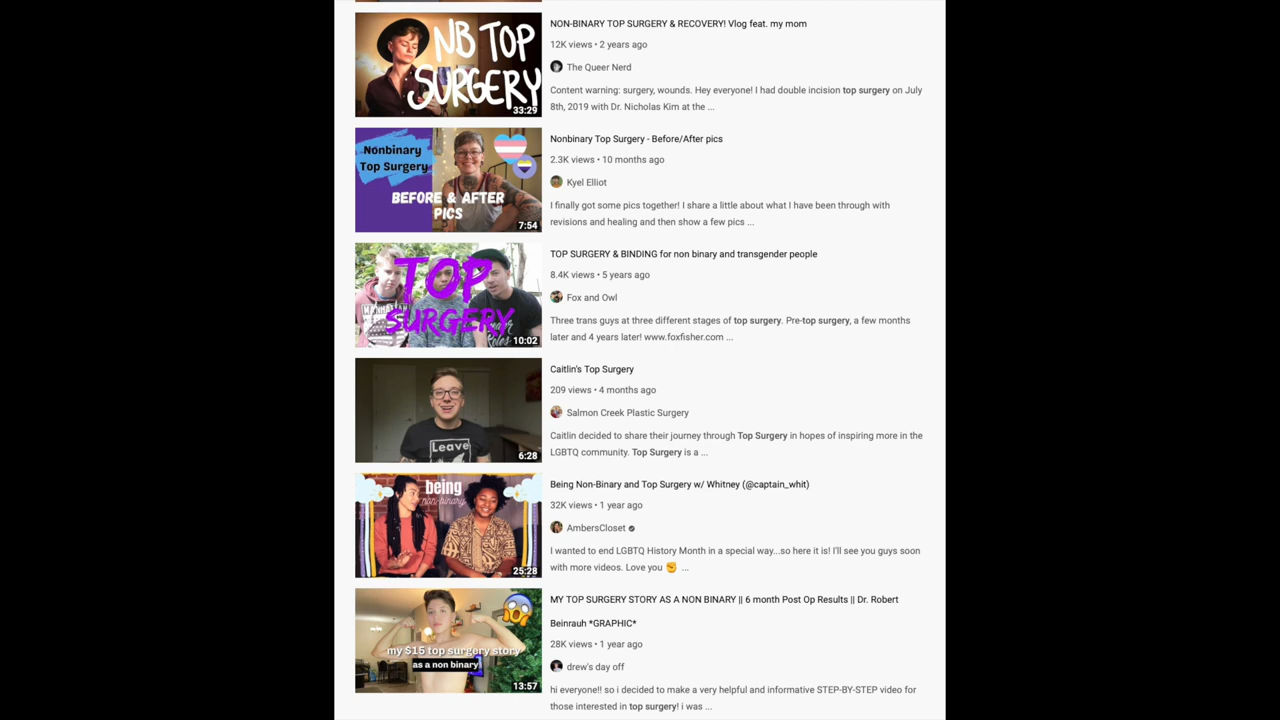 NB TOP
SURGERY
33:29
NON-BINARY TOP SURGERY & RECOVERY! Vlog feat. my mom
12K views • 2 years ago
The Queer Nerd
Content warning: surgery, wounds. Hey everyone! I had double incision top surgery on July
8th, 2019 with Dr. Nicholas Kim at the ...
Nonbinary
Top Surgery
BEFORE & AFTER
PICS
7:54
Nonbinary Top Surgery - Before/After pics
2.3K views • 10 months ago
Kyel Elliot
I finally got some pics together! I share a little about what I have been through with
revisions and healing and then show a few pics ...
TOP
SURGERY
10:02
TOP SURGERY & BINDING for non binary and transgender people
8.4K views • 5 years ago
Fox and Owl
Three trans guys at three different stages of top surgery. Pre-top surgery, a few months
later and 4 years later! www.foxfisher.com ...
Leave
6:28
Caitlin's Top Surgery
209 views • 4 months ago
Salmon Creek Plastic Surgery
Caitlin decided to share their journey through Top Surgery in hopes of inspiring more in the
LGBTQ community. Top Surgery is a ...
being
non-binary
25:28
Being Non-Binary and Top Surgery w/ Whitney (@captain_whit)
32K views • 1 year ago
AmbersCloset
I wanted to end LGBTQ History Month in a special way...so here it is! I'll see you guys soon
with more videos. Love you ✊ ...
my $15 top surgery story
as a non binary
13:57
MY TOP SURGERY STORY AS A NON BINARY || 6 month Post Op Results || Dr. Robert
Beinrauh *GRAPHIC*
28K views • 1 year ago
drew's day off
hi everyone!! so i decided to make a very helpful and informative STEP-BY-STEP video for
those interested in top surgery! i was ...